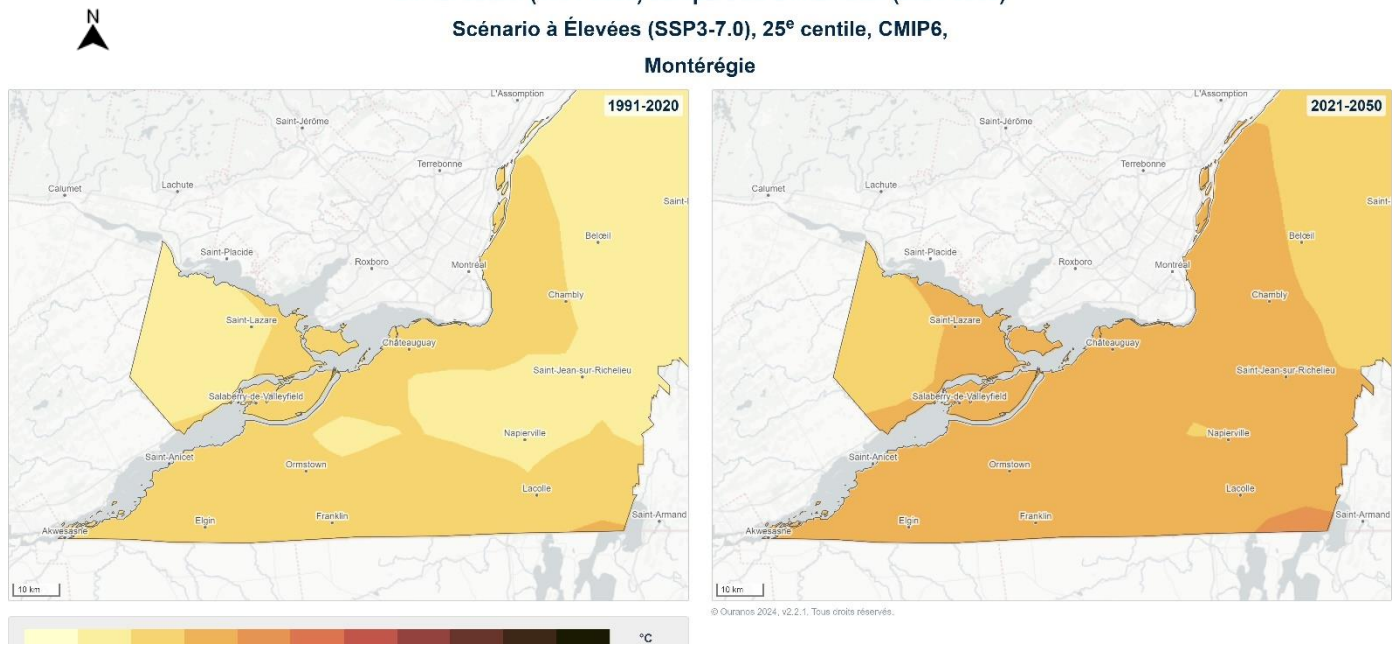 N
Scénario à Élevées (SSP3-7.0), 25e centile, CMIP6,
Montérégie
1991-2020
L'Assomption
Saint-Jérôme
Terrebonne
Calumet
Lachute
Belœil
Saint-Placide
Roxboro
Montréal
Chambly
Saint-Lazare
Châteauguay
Saint-Jean-sur-Richelieu
Salaberry-de-Valleyfield
Napierville
Saint-Anicet
Ormstown
Lacolle
Elgin
Franklin
Saint-Armand
Akwesasne
10 km
°C
2021-2050
L'Assomption
Saint-Jérôme
Terrebonne
Calumet
Lachute
Saint-
Belœil
Saint-Placide
Roxboro
Montréal
Chambly
Saint-Lazare
Châteauguay
Saint-Jean-sur-Richelieu
Salaberry-de-Valleyfield
Napierville
Saint-Anicet
Ormstown
Lacolle
Elgin
Franklin
Saint-Armand
Akwesasne
10 km
© Ouranos 2024, v2.2.1. Tous droits réservés.